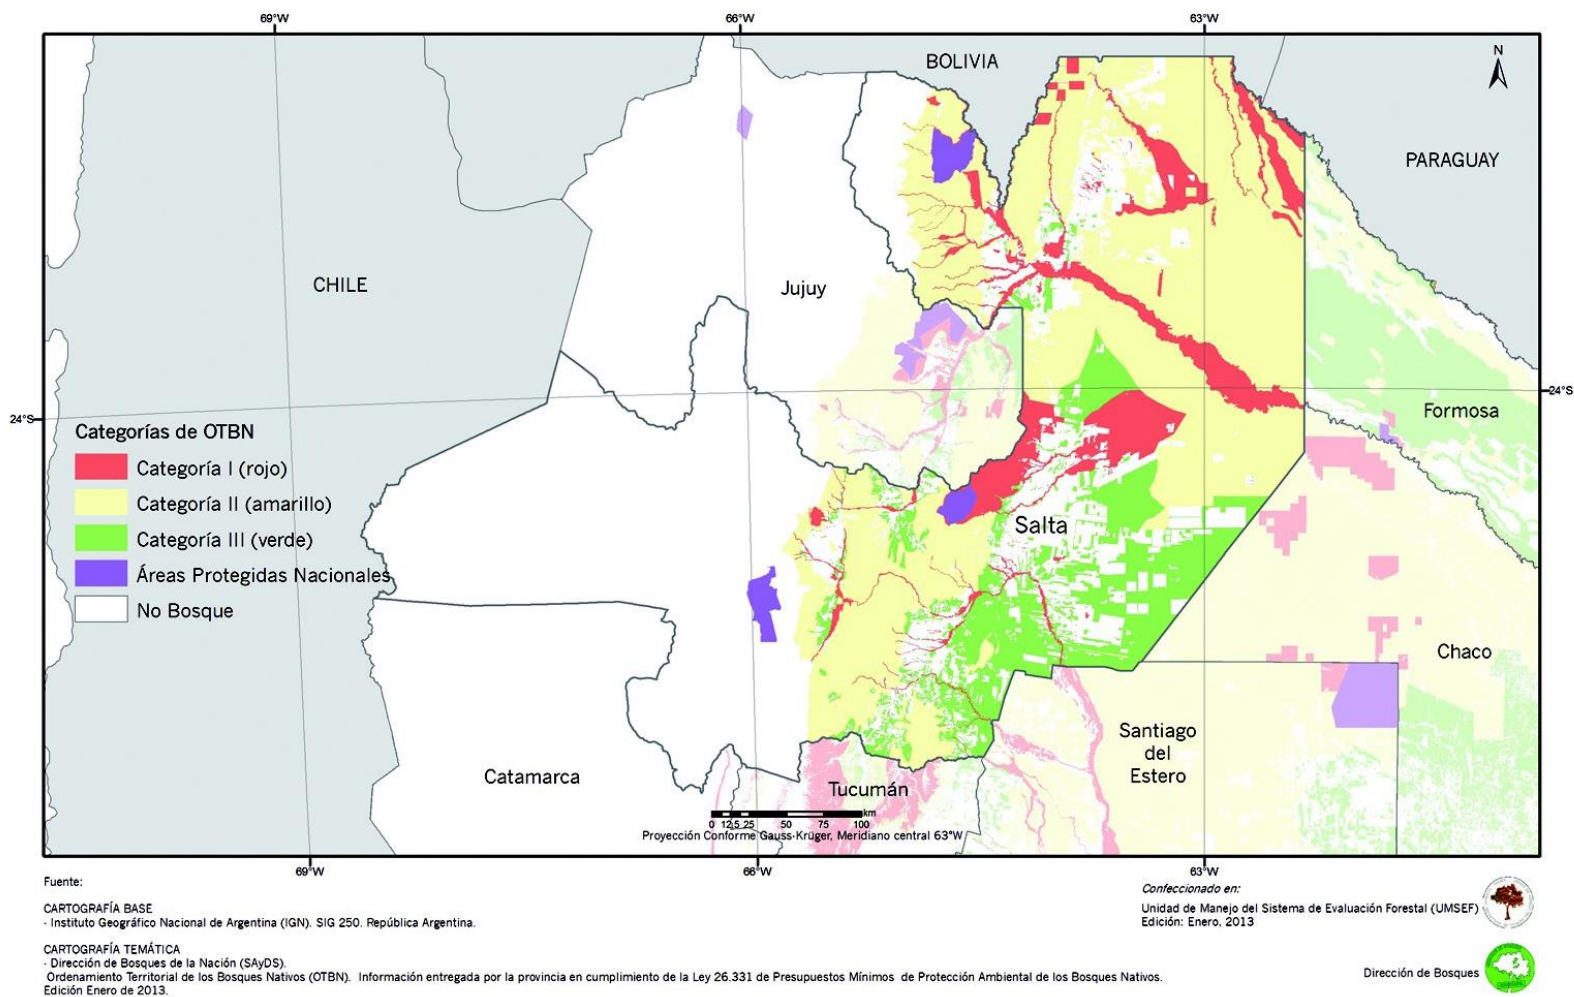 69°W
66°W
63°W
BOLIVIA
N
PARAGUAY
CHILE
Jujuy
24°S
24°S
Formosa
Categorías de OTBN
Categoría I (rojo)
Categoría II (amarillo)
Categoría III (verde)
Áreas Protegidas Nacionales
No Bosque
Salta
Chaco
Santiago
del
Estero
Catamarca
Tucumán
km
0 12,5 25 50 75 100
Proyección Conforme Gauss-Krüger, Meridiano central 63°W
69°W
66°W
63°W
Fuente:
CARTOGRAFÍA BASE
- Instituto Geográfico Nacional de Argentina (IGN). SIG 250. República Argentina.
CARTOGRAFÍA TEMÁTICA
- Dirección de Bosques de la Nación (SAyDS).
Ordenamiento Territorial de los Bosques Nativos (OTBN). Información entregada por la provincia en cumplimiento de la Ley 26.331 de Presupuestos Mínimos de Protección Ambiental de los Bosques Nativos.
Edición Enero de 2013.
Confeccionado en:
Unidad de Manejo del Sistema de Evaluación Forestal (UMSEF)
Edición: Enero, 2013
Dirección de Bosques